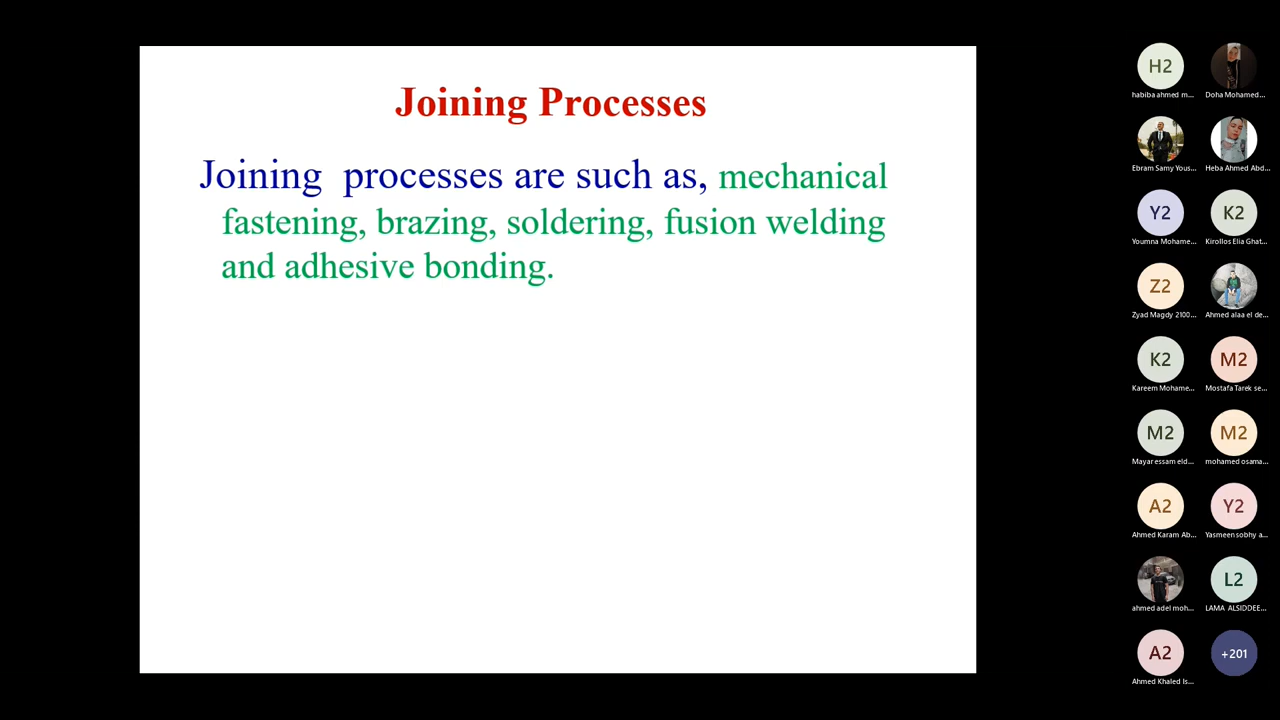 Joining Processes
Joining processes are such as, mechanical
fastening, brazing, soldering, fusion welding
and adhesive bonding.
H2
habiba ahmed m...
Doha Mohamed...
Ebram Samy Yous...
Heba Ahmed Abd...
Y2
Youmna Mohame...
K2
Kirollos Elia Ghat...
Z2
Zyad Magdy 2100...
Ahmed alaa el de...
K2
Kareem Mohame...
M2
Mostafa Tarek se...
M2
Mayar essam eld...
M2
mohamed osama...
A2
Ahmed Karam Ab...
Y2
Yasmeen sobhy a...
ahmed adel moh...
L2
LAMA ALSIDDEE...
A2
Ahmed Khaled Is...
+201